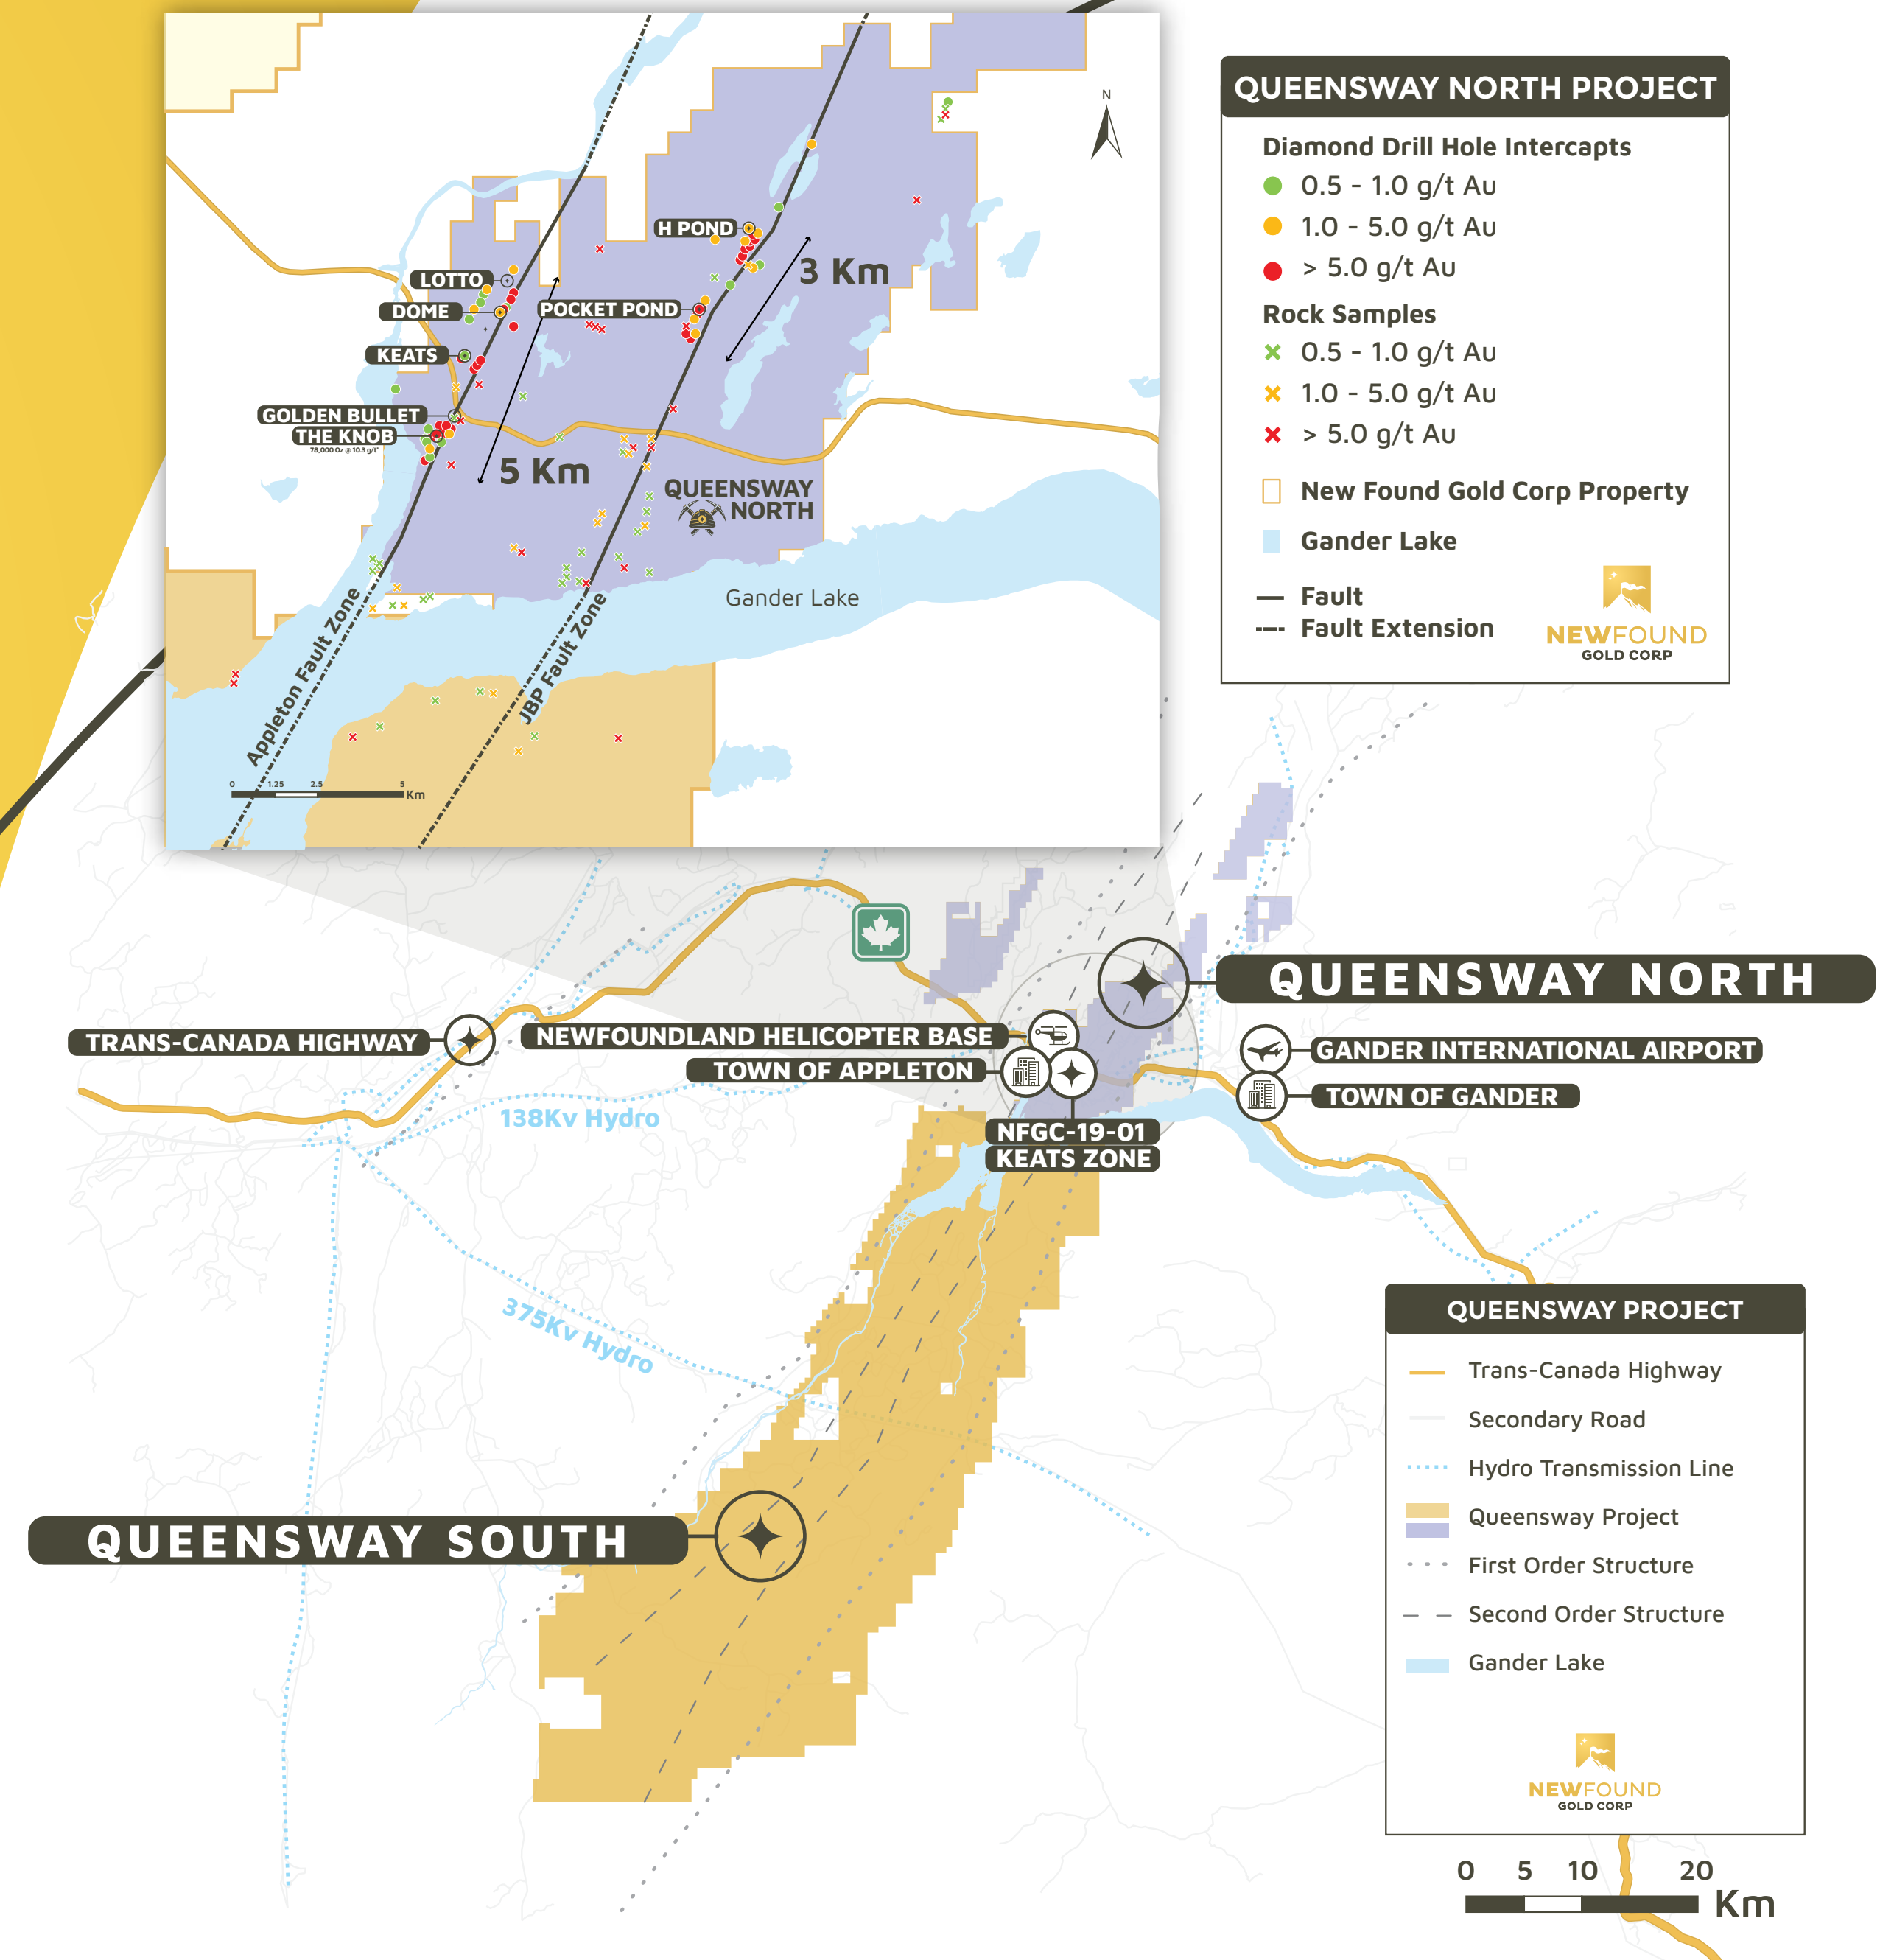 N
H POND
3 Km
LOTTO
DOME
POCKET POND
KEATS
GOLDEN BULLET
THE KNOB
78,000 Oz @ 10.3 g/t*
5 Km
QUEENSWAY
NORTH
Gander Lake
Appleton Fault Zone
JBP Fault Zone
0 1.25 2.5 5
Km
QUEENSWAY NORTH PROJECT
Diamond Drill Hole Intercapts
0.5 - 1.0 g/t Au
1.0 - 5.0 g/t Au
> 5.0 g/t Au
Rock Samples
0.5 - 1.0 g/t Au
1.0 - 5.0 g/t Au
> 5.0 g/t Au
New Found Gold Corp Property
Gander Lake
Fault
Fault Extension
NEWFOUND
GOLD CORP
QUEENSWAY NORTH
TRANS-CANADA HIGHWAY
NEWFOUNDLAND HELICOPTER BASE
TOWN OF APPLETON
GANDER INTERNATIONAL AIRPORT
TOWN OF GANDER
138Kv Hydro
NFGC-19-01
KEATS ZONE
375Kv Hydro
QUEENSWAY SOUTH
QUEENSWAY PROJECT
Trans-Canada Highway
Secondary Road
Hydro Transmission Line
Queensway Project
First Order Structure
Second Order Structure
Gander Lake
NEWFOUND
GOLD CORP
0 5 10 20
Km